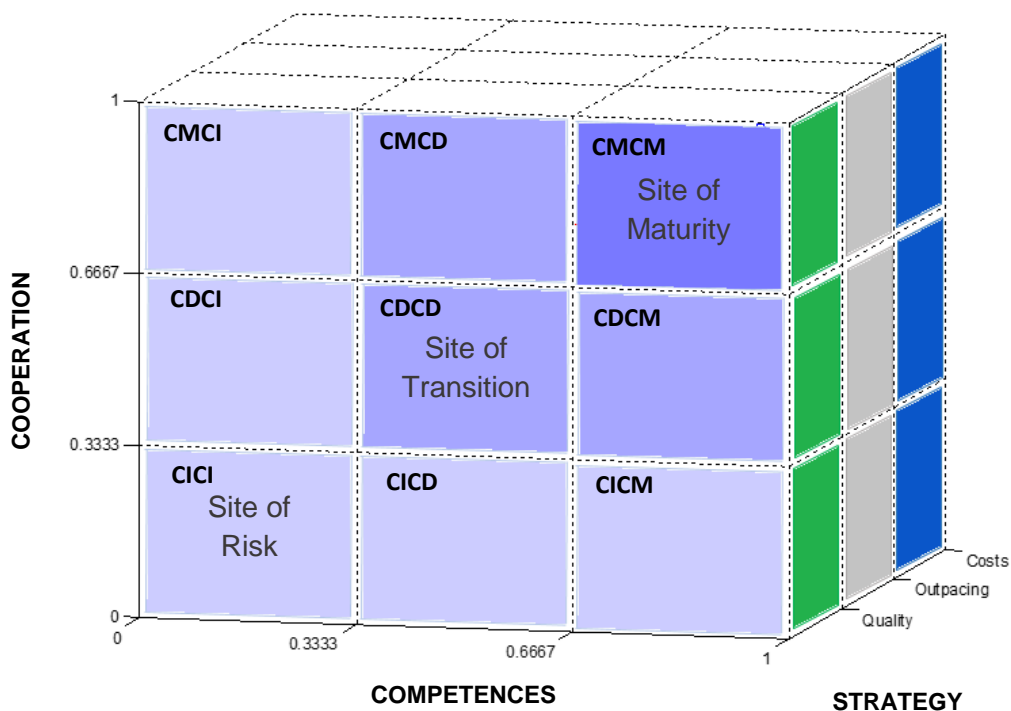 1
CMCI
CMCD
CMCM
Site of
Maturity
0.6667
CDCI
CDCD
CDCM
Site of
Transition
COOPERATION
0.3333
CICI
CICD
CICM
Site of
Risk
0
0
0.3333
0.6667
1
Quality
Outpacing
Costs
COMPETENCES
STRATEGY